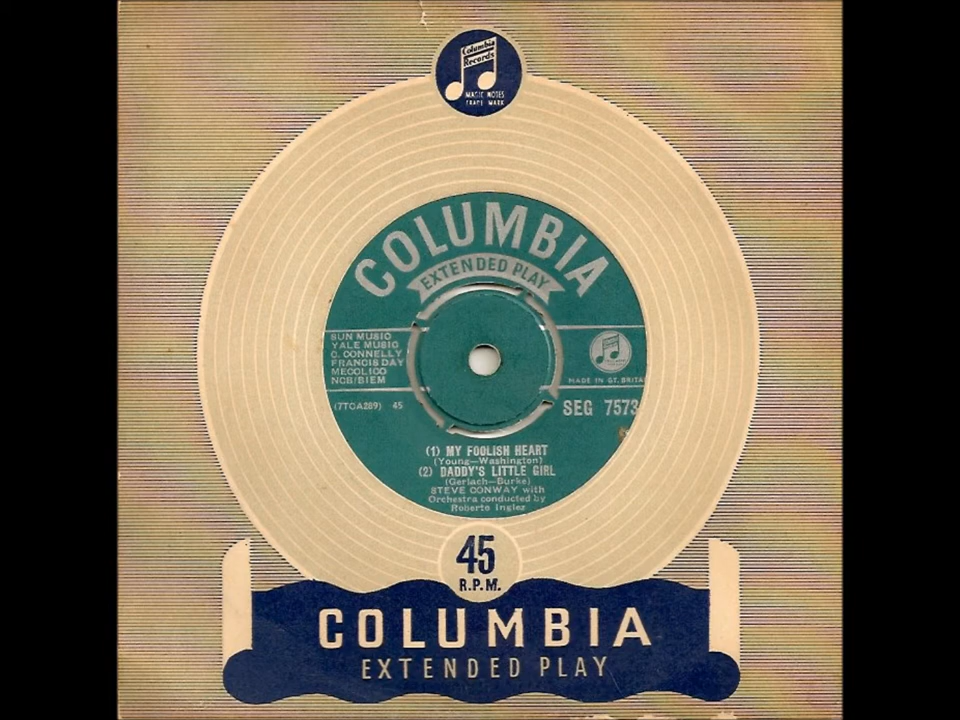 Columbia
Records
MAGIC NOTES
TRADE MARK
COLUMBIA
EXTENDED PLAY
SUN MUSIC
YALE MUSIC
C. CONNELLY
FRANCIS DAY
MECOLICO
NCB/BIEM
MADE IN GT. BRITAI
(7TCA289) 45
SEG 7573
(1) MY FOOLISH HEART
(Young—Washington)
(2) DADDY'S LITTLE GIRL
(Gerlach—Burke)
STEVE CONWAY with
Orchestra conducted by
Roberto Inglez
45
R.P.M.
COLUMBIA
EXTENDED PLAY